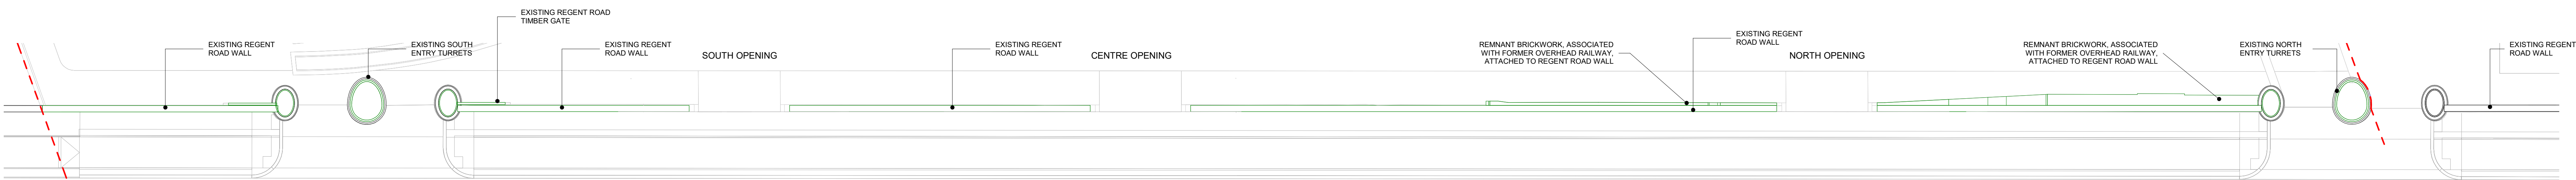 EXISTING REGENT ROAD
TIMBER GATE
EXISTING REGENT
ROAD WALL
EXISTING SOUTH
ENTRY TURRETS
EXISTING REGENT
ROAD WALL
SOUTH OPENING
EXISTING REGENT
ROAD WALL
CENTRE OPENING
REMNANT BRICKWORK, ASSOCIATED
WITH FORMER OVERHEAD RAILWAY,
ATTACHED TO REGENT ROAD WALL
EXISTING REGENT
ROAD WALL
NORTH OPENING
REMNANT BRICKWORK, ASSOCIATED
WITH FORMER OVERHEAD RAILWAY,
ATTACHED TO REGENT ROAD WALL
EXISTING NORTH
ENTRY TURRETS
EXISTING REGENT
ROAD WALL